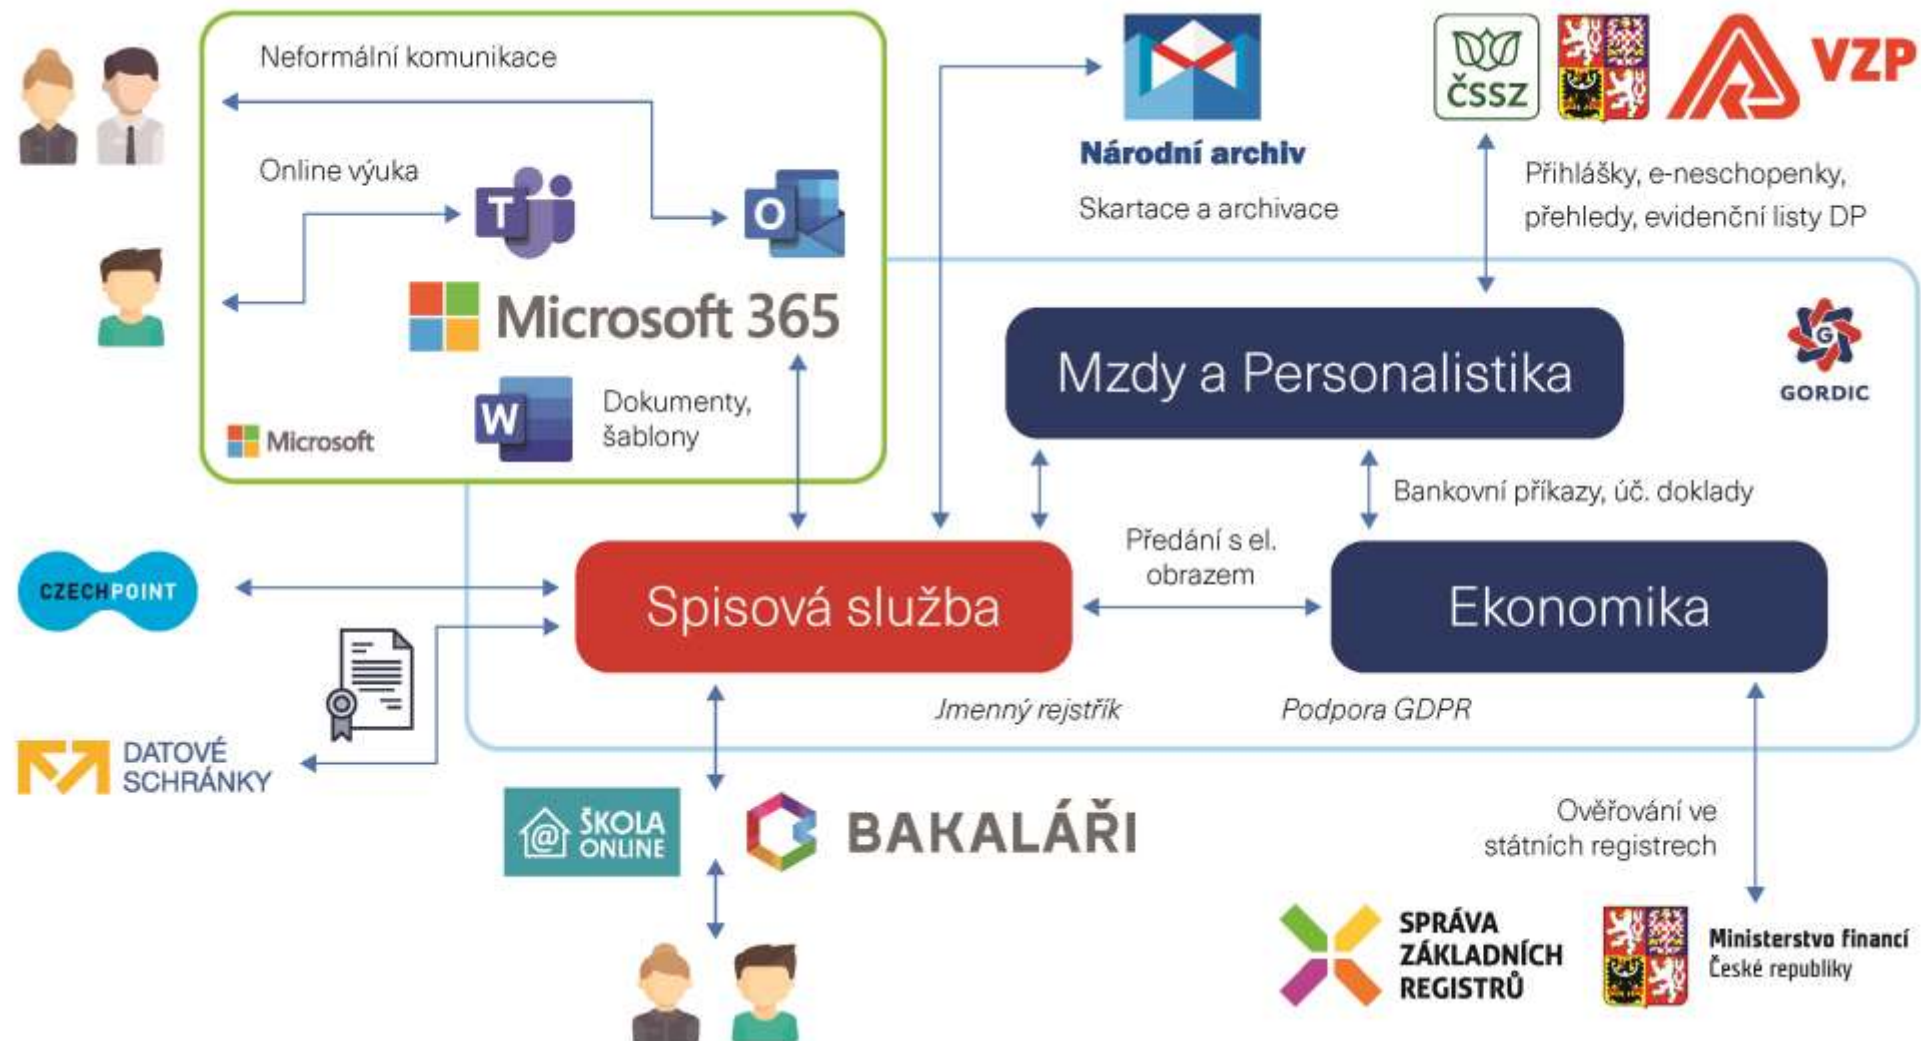 Neformální komunikace
Online výuka
T
O
Microsoft 365
W
Dokumenty,
šablony
Microsoft
Národní archiv
Skartace a archivace
ČSSZ
VZP
Přihlášky, e-neschopenky,
přehledy, evidenční listy DP
Mzdy a Personalistika
G
GORDIC
Bankovní příkazy, úč. doklady
Předání s el.
obrazem
CZECHPOINT
Spisová služba
Ekonomika
Jmenný rejstřík
Podpora GDPR
DATOVÉ
SCHRÁNKY
@ ŠKOLA
ONLINE
BAKALÁŘI
Ověřování ve
státních registrech
SPRÁVA
ZÁKLADNÍCH
REGISTRŮ
Ministerstvo financí
České republiky